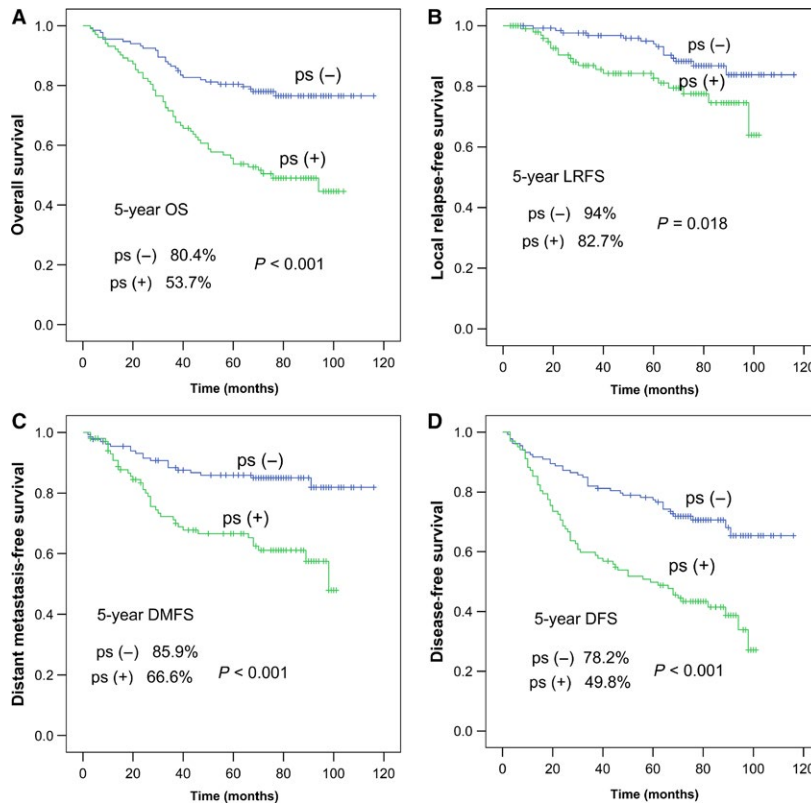 A
Overall survival
1.0
0.8
0.6
0.4
0.2
0.0
ps (–)
ps (+)
5-year OS
ps (–) 80.4%
ps (+) 53.7%
P < 0.001
0 20 40 60 80 100 120
Time (months)
B
Local relapse-free survival
1.0
0.8
0.6
0.4
0.2
0.0
ps (–)
ps (+)
5-year LRFS
ps (–) 94%
ps (+) 82.7%
P = 0.018
0 20 40 60 80 100 120
Time (months)
C
Distant metastasis-free survival
1.0
0.8
0.6
0.4
0.2
0.0
ps (–)
ps (+)
5-year DMFS
ps (–) 85.9%
ps (+) 66.6%
P < 0.001
0 20 40 60 80 100 120
Time (months)
D
Disease-free survival
1.0
0.8
0.6
0.4
0.2
0.0
ps (–)
ps (+)
5-year DFS
ps (–) 78.2%
ps (+) 49.8%
P < 0.001
0 20 40 60 80 100 120
Time (months)